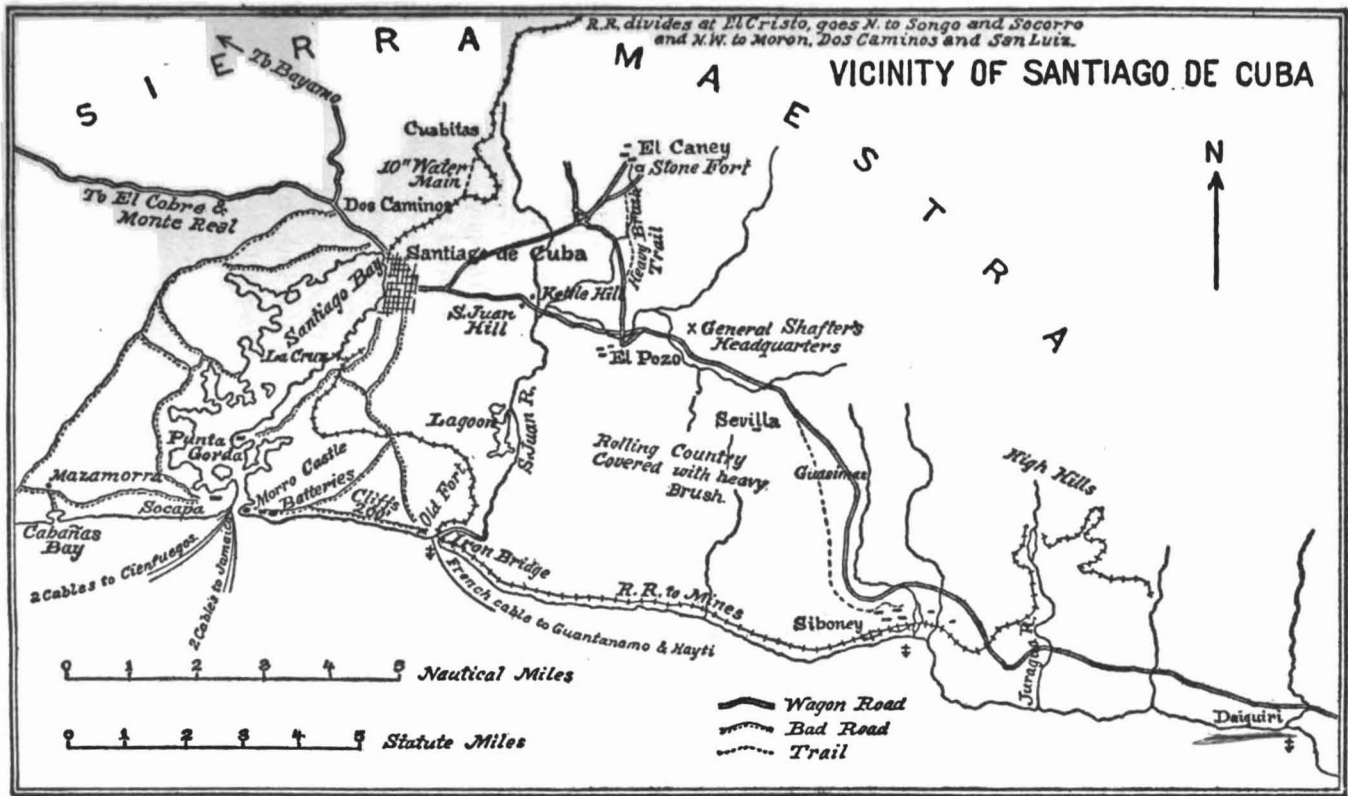 R.R. divides at El Cristo, goes N. to Songo and Socorro
and N.W. to Moron, Dos Caminos and San Luiz.
VICINITY OF SANTIAGO DE CUBA
SIERRA MAESTRA
To Bayamo
N
Cuabitas
10" Water
Main
El Caney
Stone Fort
To El Cobre &
Monte Real
Dos Caminos
Heavy Brush
Trail
Santiago de Cuba
Santiago Bay
Kettle Hill
S. Juan
Hill
X General Shafter's
Headquarters
El Pozo
La Cruz
Lagoon
S. Juan R.
Sevilla
Rolling Country
Covered with heavy
Brush.
Guasimas
High Hills
Punta
Gorda
Morro Castle
Batteries
Cliffs
200's
Old Fort
Mazamorra
Socapa
Cabañas
Bay
Iron Bridge
2 Cables to Cienfuegos
2 Cables to Jamaic
French cable to Guantanamo & Hayti
R.R. to Mines
Siboney
Juragua R.
Daiquiri
0 1 2 3 4 5 Nautical Miles
0 1 2 3 4 5 Statute Miles
Wagon Road
Bad Road
Trail